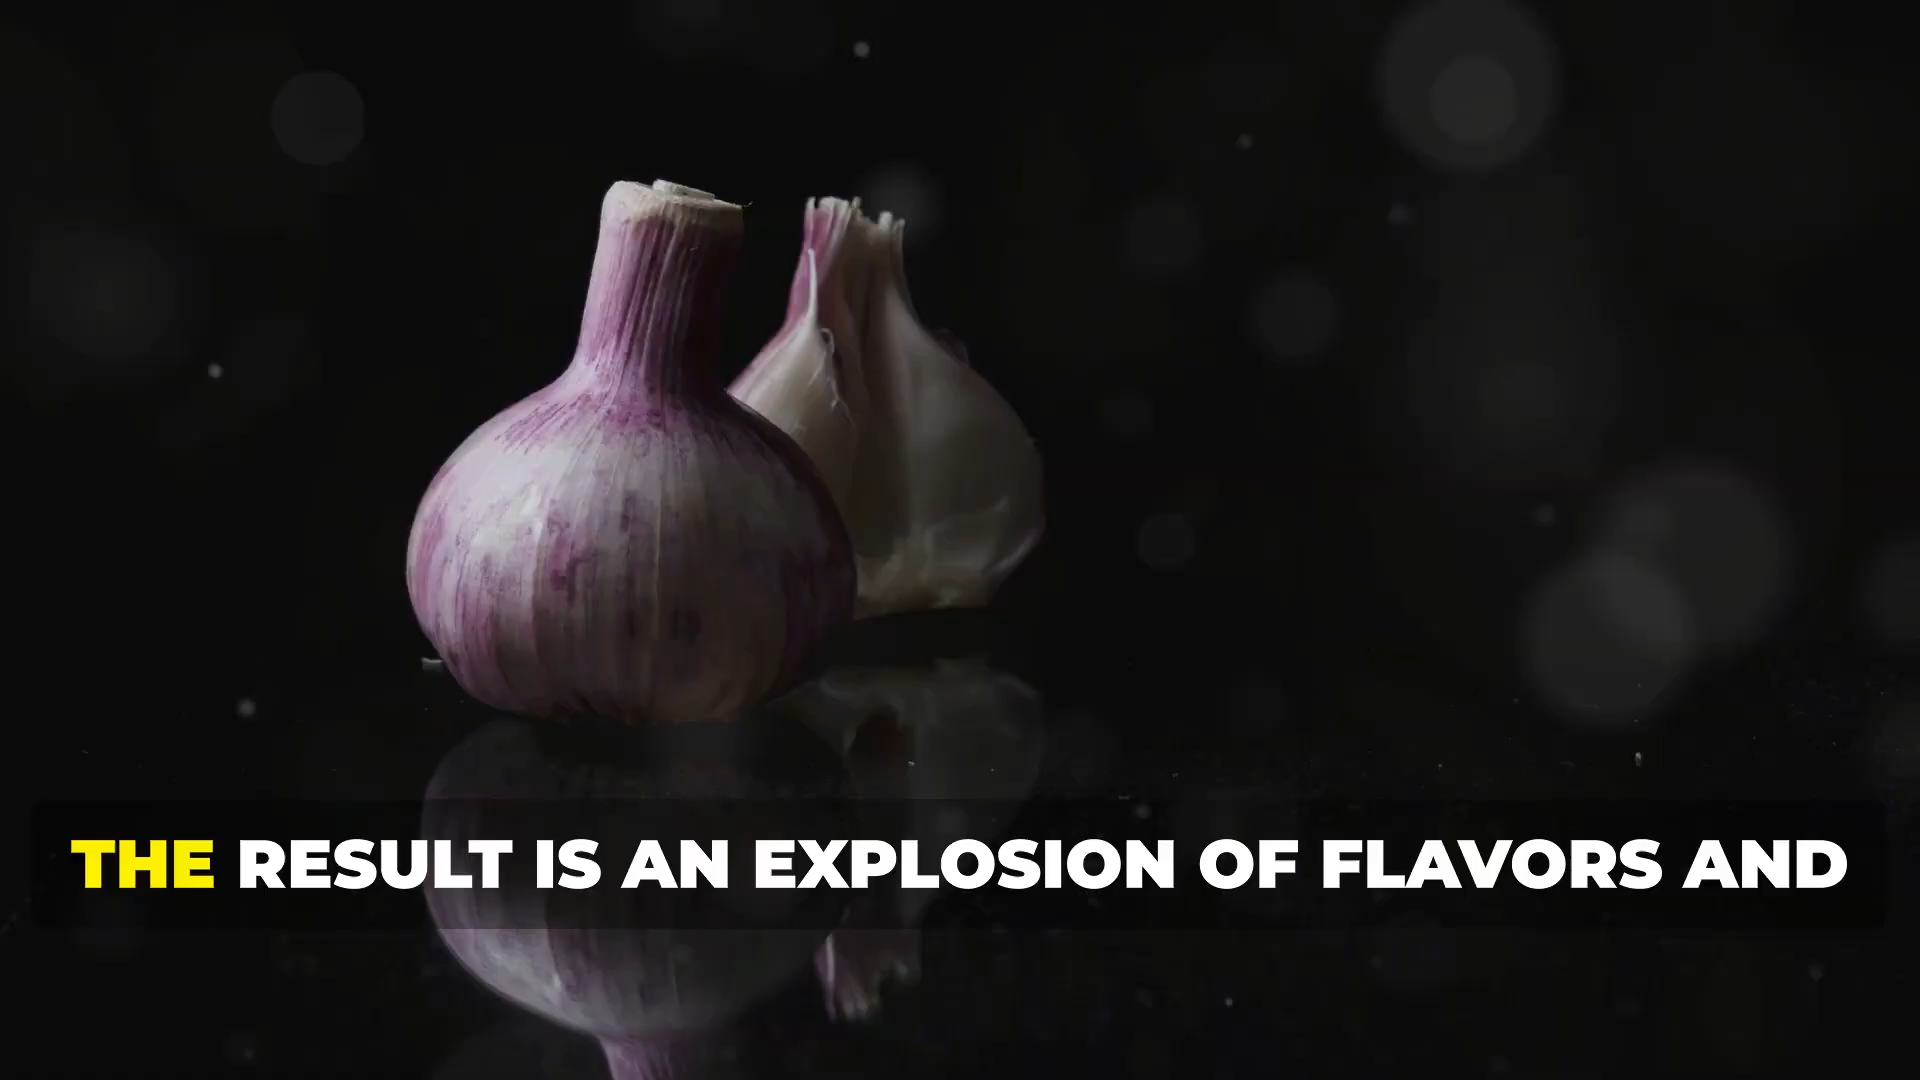 THE RESULT IS AN EXPLOSION OF FLAVORS AND